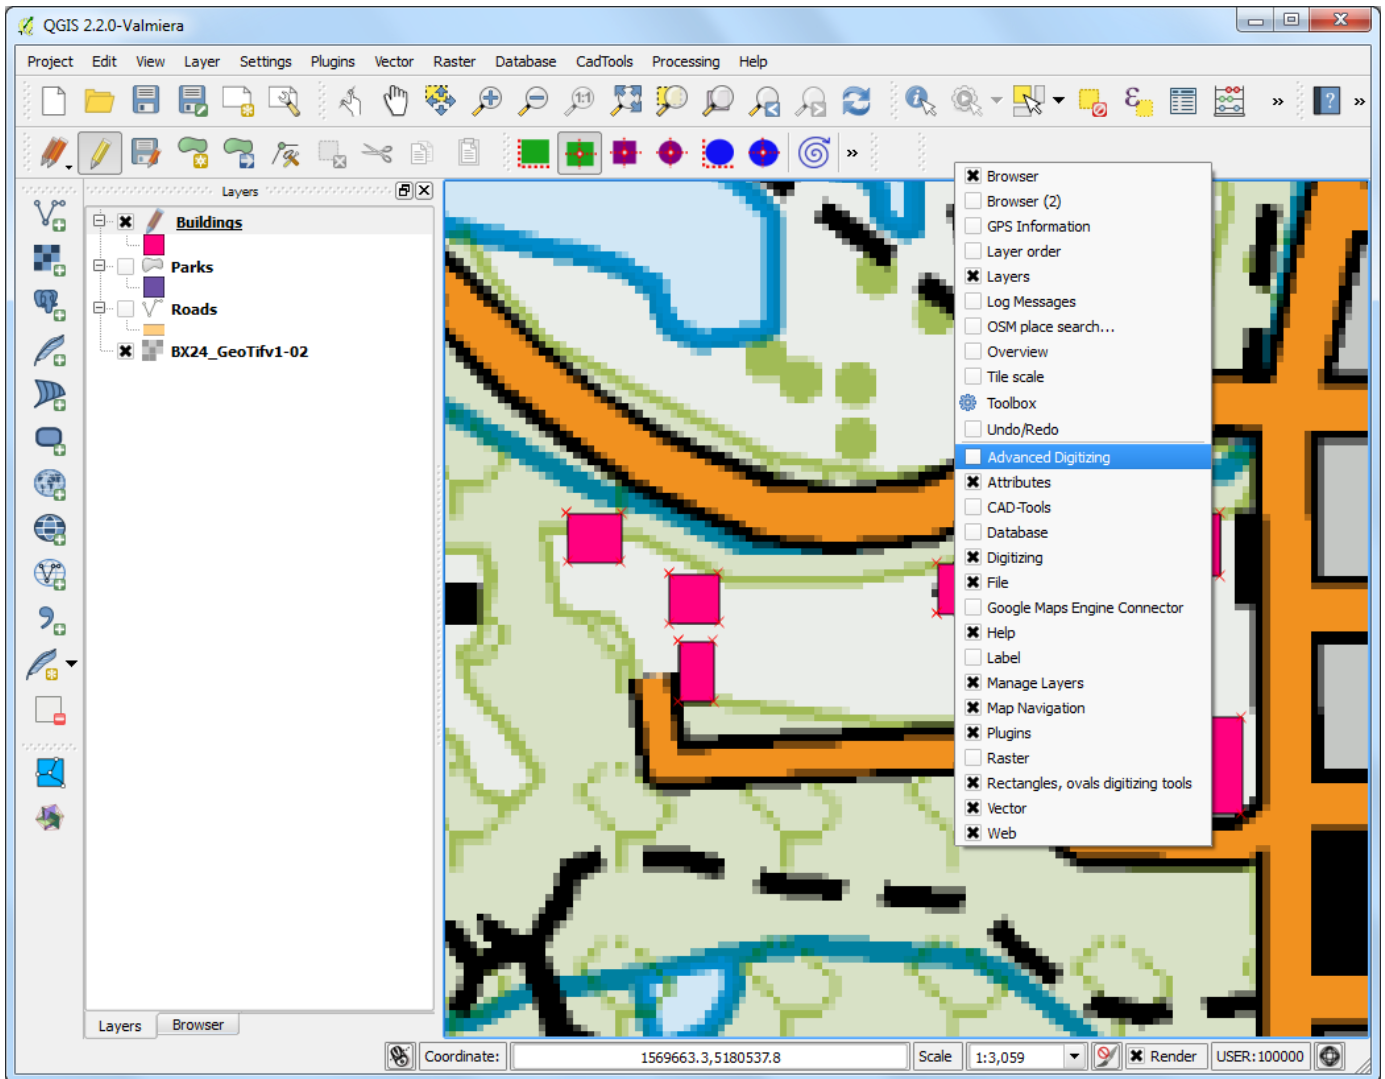 QGIS 2.2.0-Valmiera
Project Edit View Layer Settings Plugins Vector Raster Database CadTools Processing Help
1:1
ε
?
»
»
»
Layers
Buildings
Parks
Roads
BX24_GeoTifv1-02
Browser
Browser (2)
GPS Information
Layer order
Layers
Log Messages
OSM place search...
Overview
Tile scale
Toolbox
Undo/Redo
Advanced Digitizing
Attributes
CAD-Tools
Database
Digitizing
File
Google Maps Engine Connector
Help
Label
Manage Layers
Map Navigation
Plugins
Raster
Rectangles, ovals digitizing tools
Vector
Web
Layers Browser
Coordinate: 1569663.3,5180537.8 Scale 1:3,059 Render USER:100000